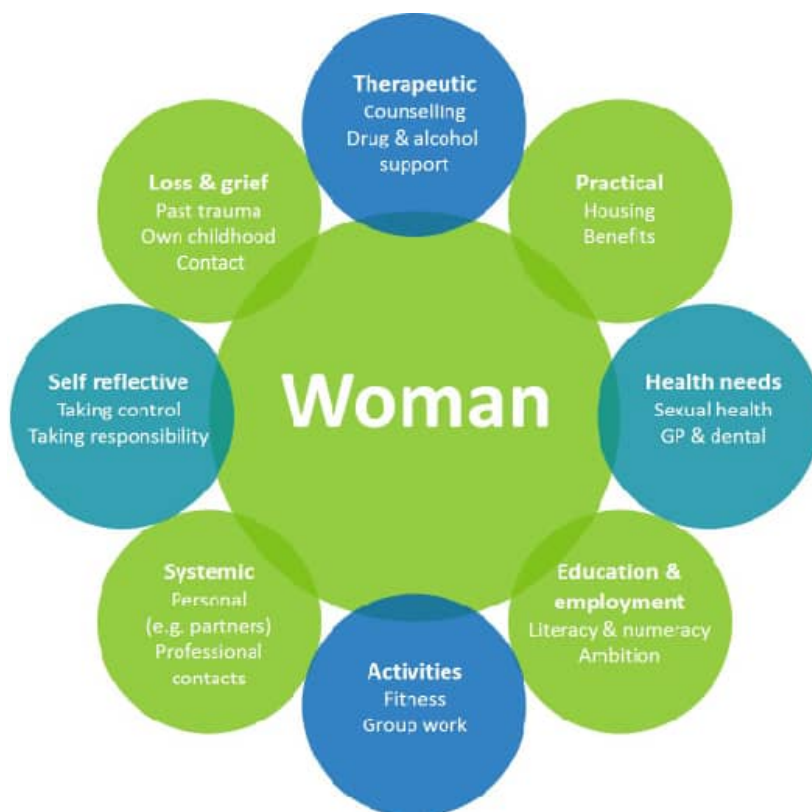 Therapeutic
Counselling
Drug & alcohol
support
Loss & grief
Past trauma
Own childhood
Contact
Practical
Housing
Benefits
Self reflective
Taking control
Taking responsibility
Woman
Health needs
Sexual health
GP & dental
Systemic
Personal
(e.g. partners)
Professional
contacts
Education &
employment
Literacy & numeracy
Ambition
Activities
Fitness
Group work